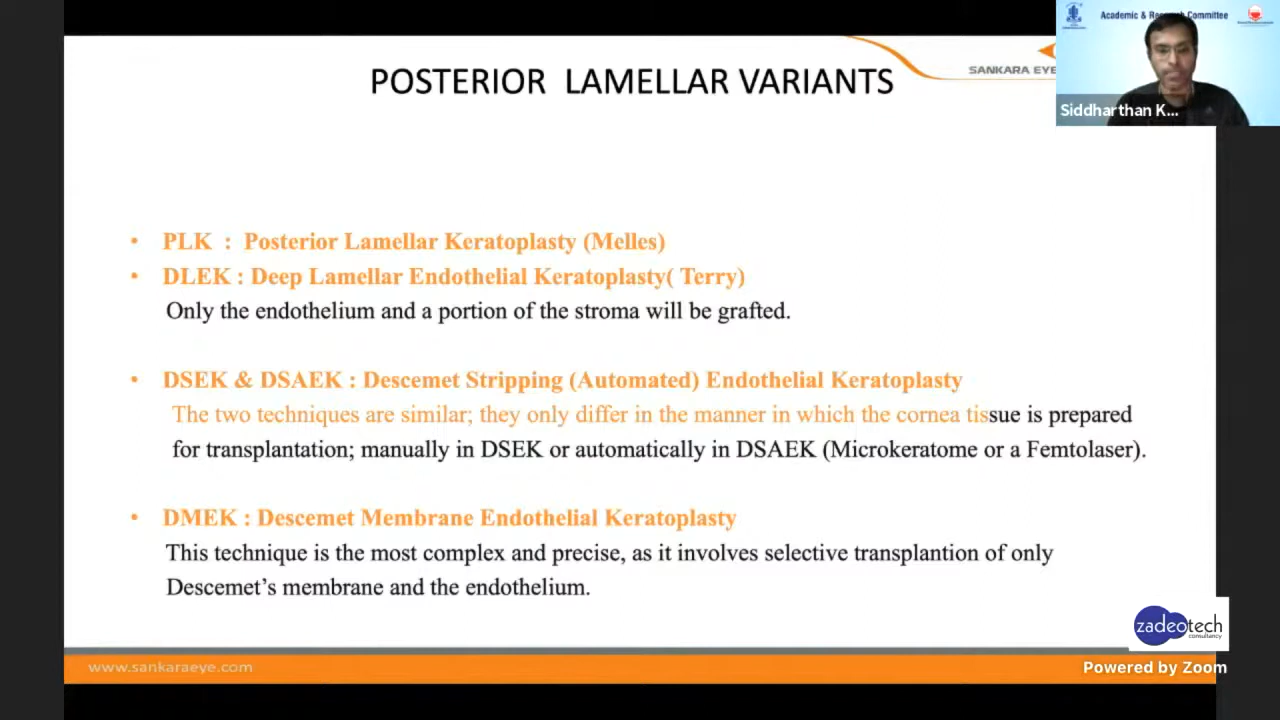 Academic & Research Committee
SANKARA EYE
POSTERIOR LAMELLAR VARIANTS
Siddharthan K...
• PLK : Posterior Lamellar Keratoplasty (Melles)
• DLEK : Deep Lamellar Endothelial Keratoplasty( Terry)
Only the endothelium and a portion of the stroma will be grafted.
• DSEK & DSAEK : Descemet Stripping (Automated) Endothelial Keratoplasty
The two techniques are similar; they only differ in the manner in which the cornea tissue is prepared
for transplantation; manually in DSEK or automatically in DSAEK (Microkeratome or a Femtolaser).
• DMEK : Descemet Membrane Endothelial Keratoplasty
This technique is the most complex and precise, as it involves selective transplantion of only
Descemet’s membrane and the endothelium.
zadeotech
consultancy
www.sankaraeye.com
Powered by Zoom